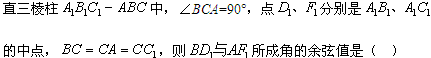 直三棱柱 A₁B₁C₁－ABC 中，∠BCA=90°，点 D₁、F₁ 分别是 A₁B₁、A₁C₁
的中点， BC = CA = CC₁，则 BD₁与AF₁ 所成角的余弦值是（　）